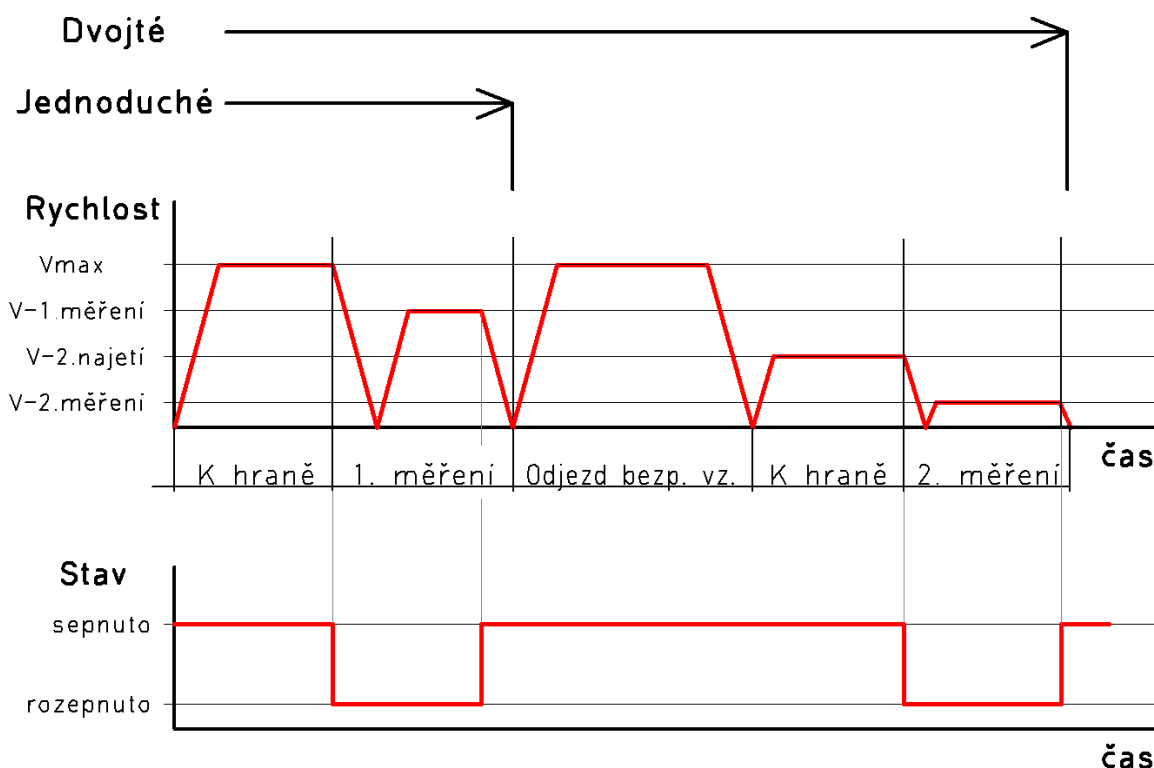 Dvojté
Jednoduché
Rychlost
Vmax
V-1.měření
V-2.najetí
V-2.měření
čas
K hraně 1. měření Odjezd bezp. vz. K hraně 2. měření
Stav
sepnuto
rozepnuto
čas